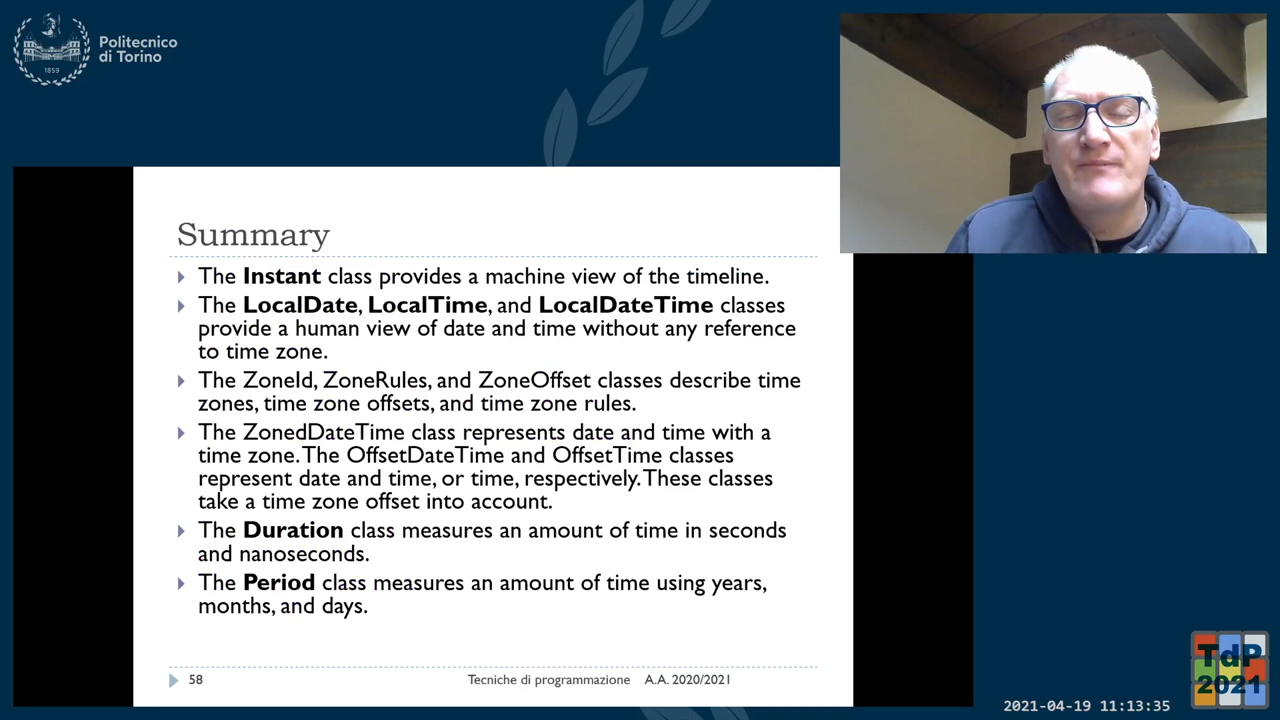 Politecnico
di Torino
1859
Summary
The Instant class provides a machine view of the timeline.
The LocalDate, LocalTime, and LocalDateTime classes
provide a human view of date and time without any reference
to time zone.
The ZoneId, ZoneRules, and ZoneOffset classes describe time
zones, time zone offsets, and time zone rules.
The ZonedDateTime class represents date and time with a
time zone. The OffsetDateTime and OffsetTime classes
represent date and time, or time, respectively. These classes
take a time zone offset into account.
The Duration class measures an amount of time in seconds
and nanoseconds.
The Period class measures an amount of time using years,
months, and days.
58
Tecniche di programmazione A.A. 2020/2021
TdP
2021
2021-04-19 11:13:35